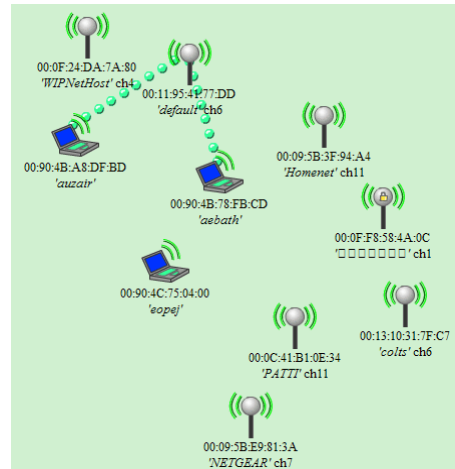 00:0F:24:DA:7A:80
'WIPNetHost' ch4
00:11:95:41:77:DD
'default' ch6
00:90:4B:A8:DF:BD
'auzair'
00:09:5B:3F:94:A4
'Homenet' ch11
00:90:4B:78:FB:CD
'aebath'
00:0F:F8:58:4A:0C
'□□□□□□□' ch1
00:90:4C:75:04:00
'eopej'
00:13:10:31:7F:C7
'colts' ch6
00:0C:41:B1:0E:34
'PATTI' ch11
00:09:5B:E9:81:3A
'NETGEAR' ch7